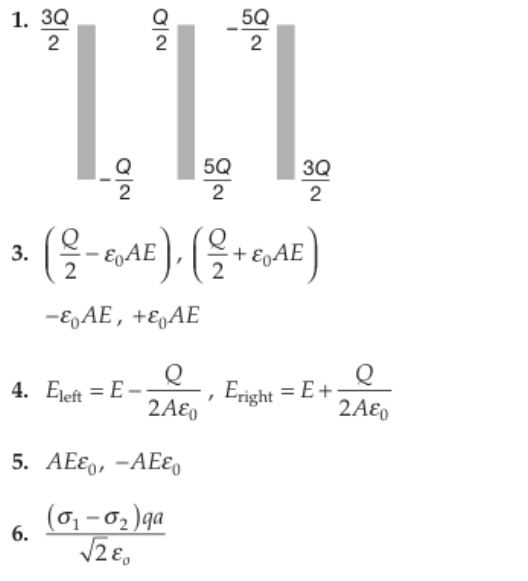 1. 3Q/2 Q/2 -5Q/2
-Q/2 5Q/2 3Q/2
3. (Q/2 - ε₀AE), (Q/2 + ε₀AE)
-ε₀AE, +ε₀AE
4. E_left = E - Q/(2Aε₀), E_right = E + Q/(2Aε₀)
5. AEε₀, -AEε₀
6. (σ₁ - σ₂)qa/(√2 εₒ)